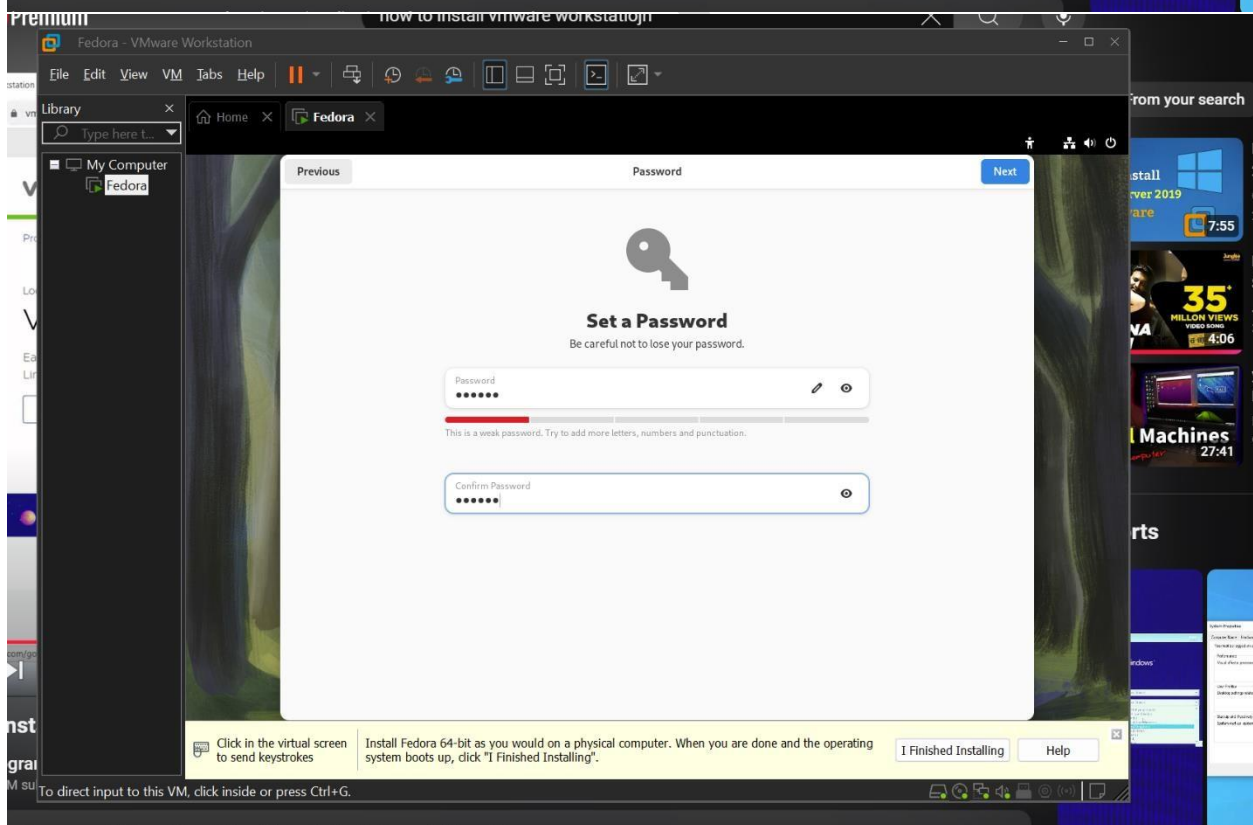 Premium
how to install vmware workstatiojn
Fedora - VMware Workstation
File Edit View VM Tabs Help
Library
Type here t...
My Computer
Fedora
Home
Fedora
From your search
Previous
Password
Next
Set a Password
Be careful not to lose your password.
Password
••••••
This is a weak password. Try to add more letters, numbers and punctuation.
Confirm Password
••••••
Click in the virtual screen
to send keystrokes
Install Fedora 64-bit as you would on a physical computer. When you are done and the operating
system boots up, click "I Finished Installing".
I Finished Installing
Help
To direct input to this VM, click inside or press Ctrl+G.
stall
ver 2019
are
7:55
35+
MILLON VIEWS
VIDEO SONG
4:06
Machines
27:41
rts